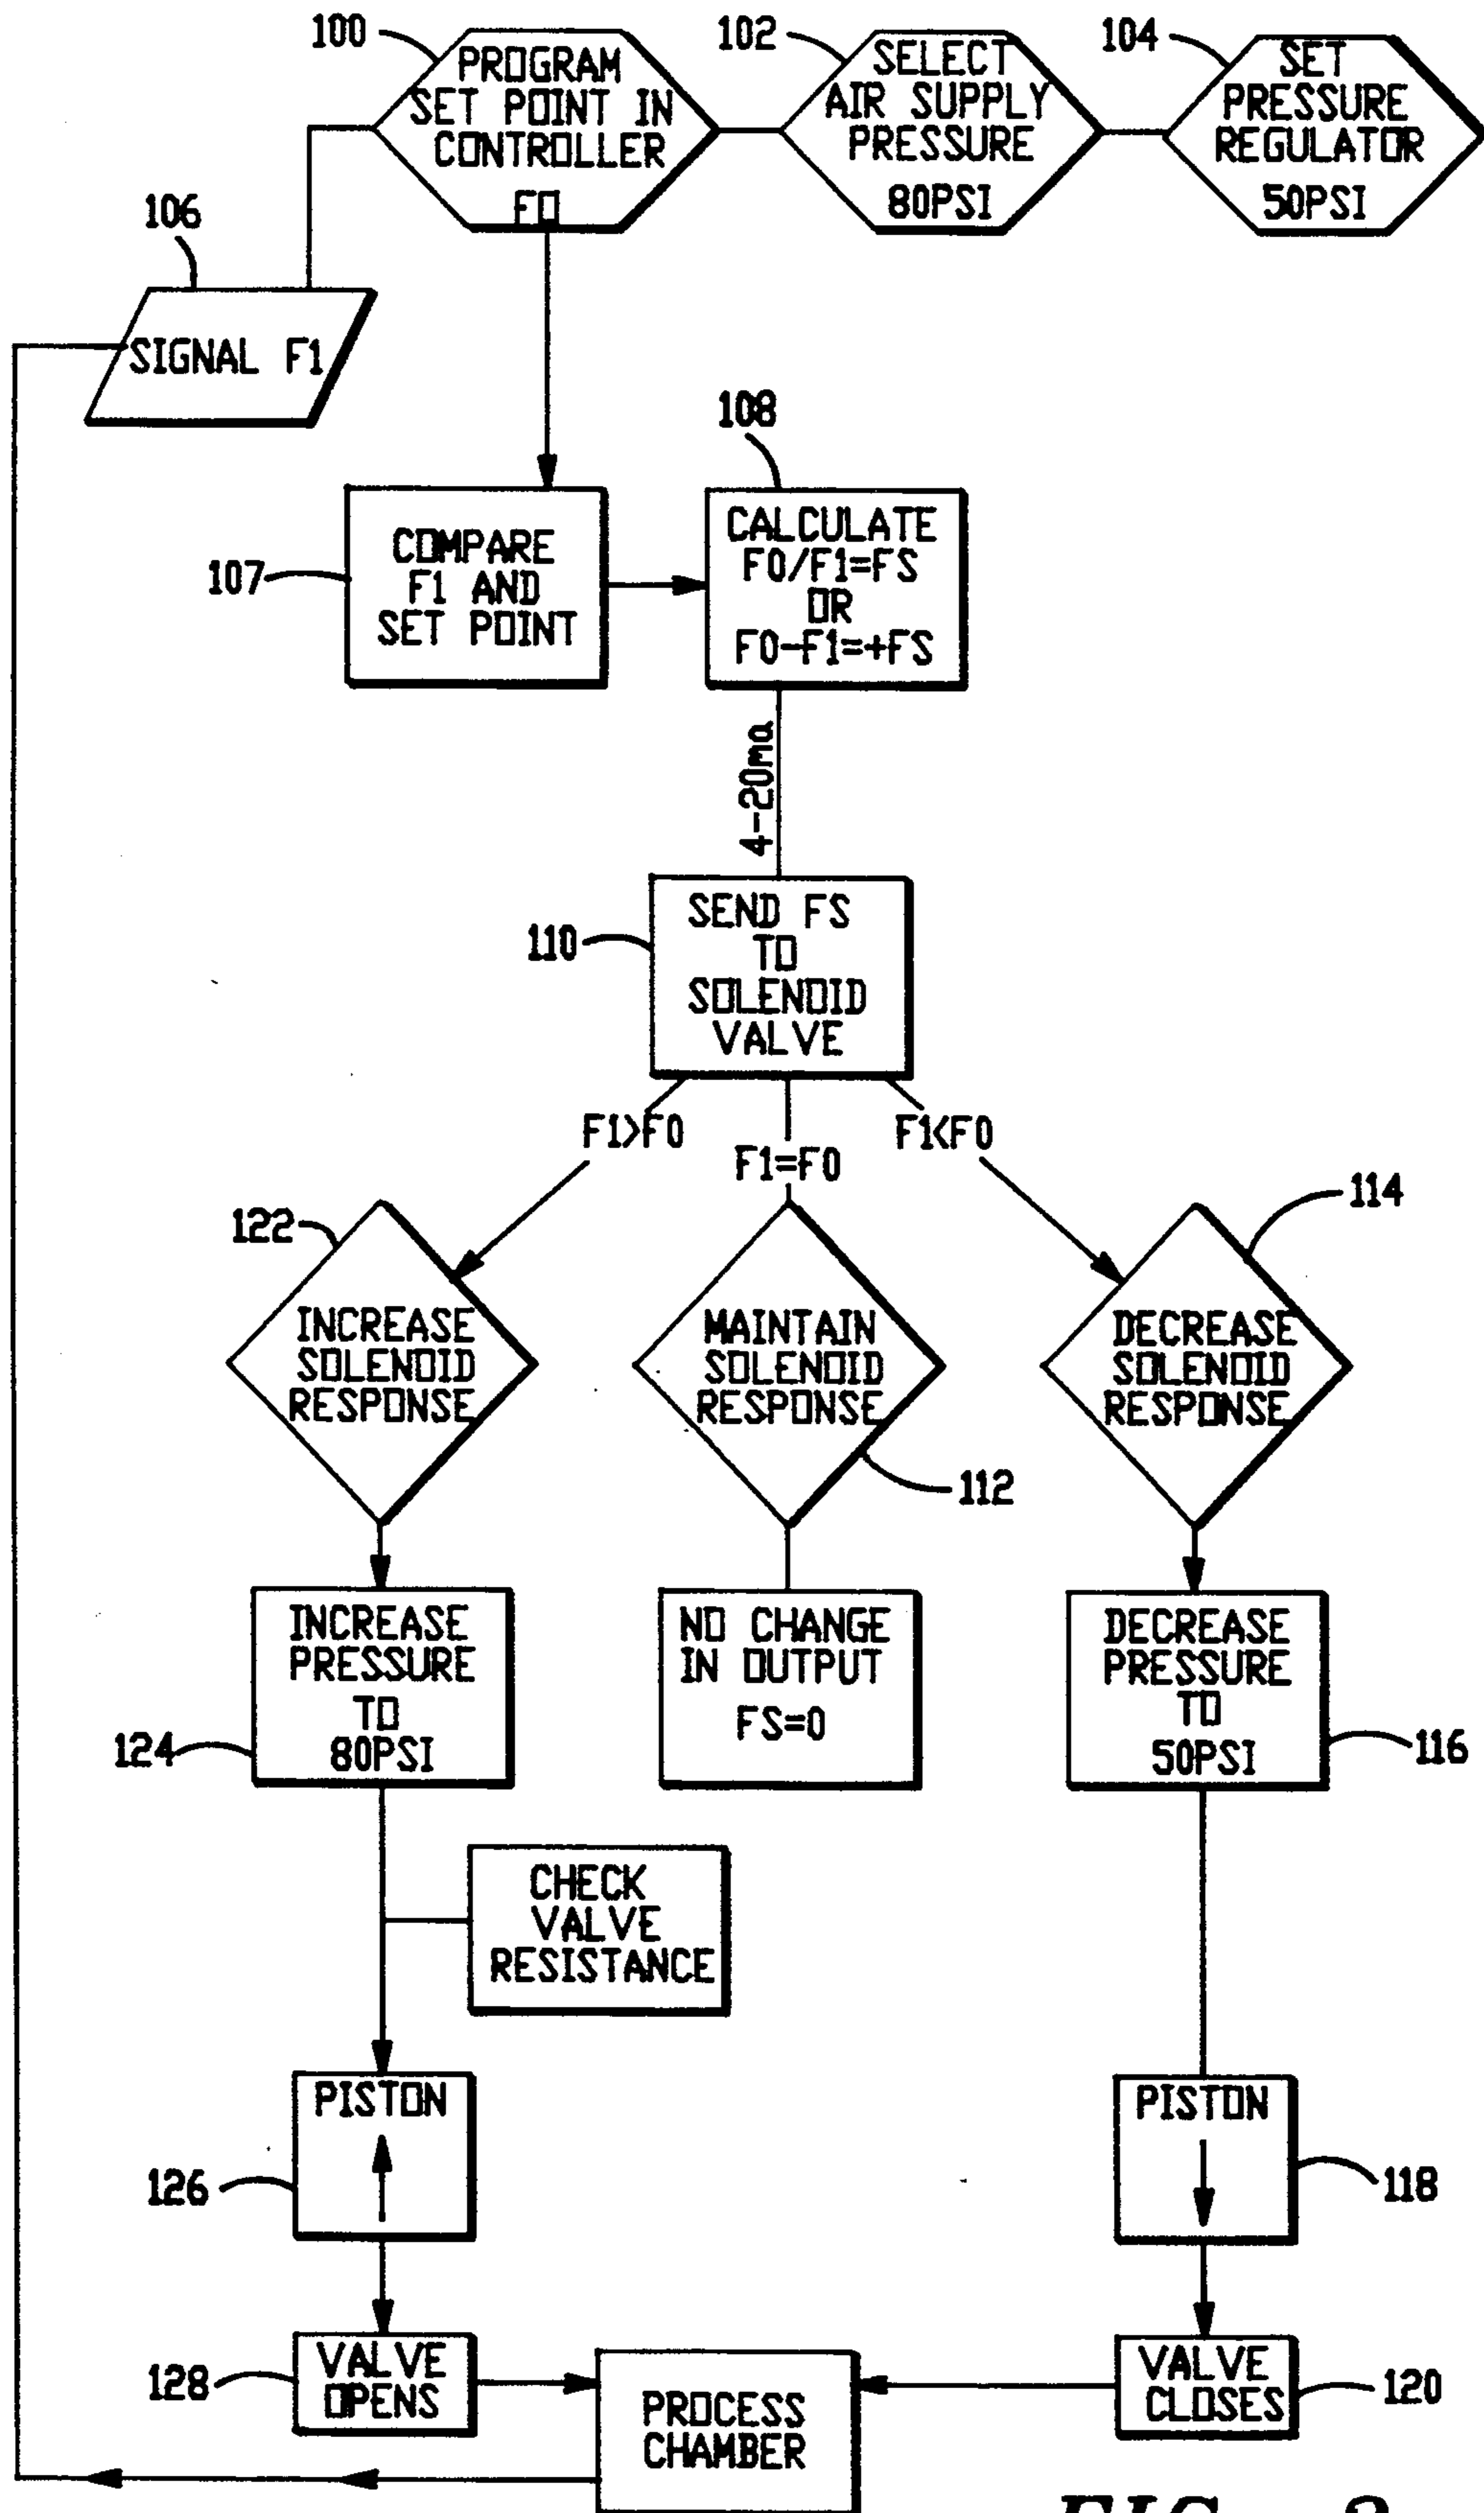 100
PROGRAM
SET POINT IN
CONTROLLER
F0
102
SELECT
AIR SUPPLY
PRESSURE
80PSI
104
SET
PRESSURE
REGULATOR
50PSI
106
SIGNAL F1
107
COMPARE
F1 AND
SET POINT
108
CALCULATE
F0/F1=FS
OR
F0-F1=+FS
4-20ma
110
SEND FS
TO
SOLENOID
VALVE
F1>F0
F1=F0
F1<F0
122
INCREASE
SOLENOID
RESPONSE
MAINTAIN
SOLENOID
RESPONSE
112
114
DECREASE
SOLENOID
RESPONSE
INCREASE
PRESSURE
TO
80PSI
124
NO CHANGE
IN OUTPUT
FS=0
DECREASE
PRESSURE
TO
50PSI
116
CHECK
VALVE
RESISTANCE
PISTON
126
PISTON
118
128
VALVE
OPENS
PROCESS
CHAMBER
VALVE
CLOSES
120